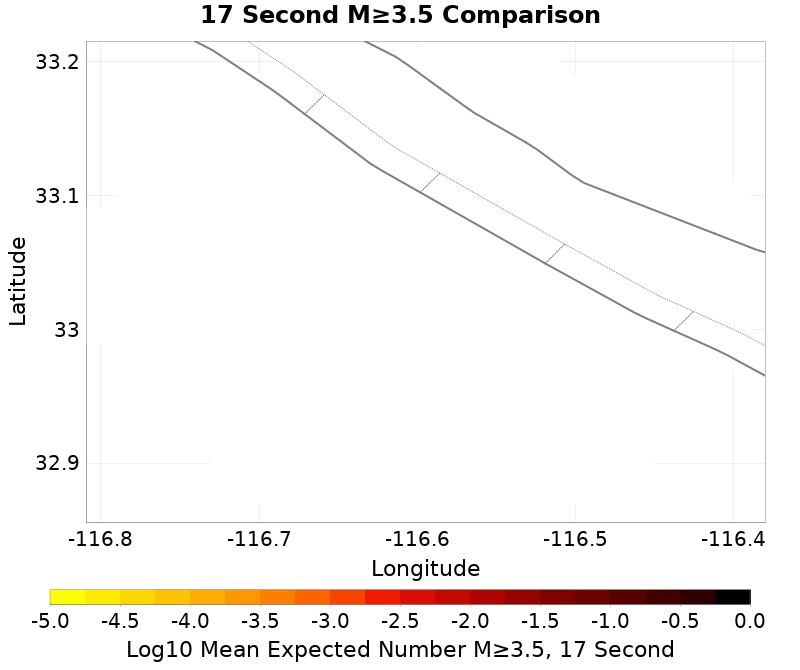 17 Second M≥3.5 Comparison
33.2
33.1
33
32.9
Latitude
-116.8 -116.7 -116.6 -116.5 -116.4
Longitude
-5.0 -4.5 -4.0 -3.5 -3.0 -2.5 -2.0 -1.5 -1.0 -0.5 0.0
Log10 Mean Expected Number M≥3.5, 17 Second